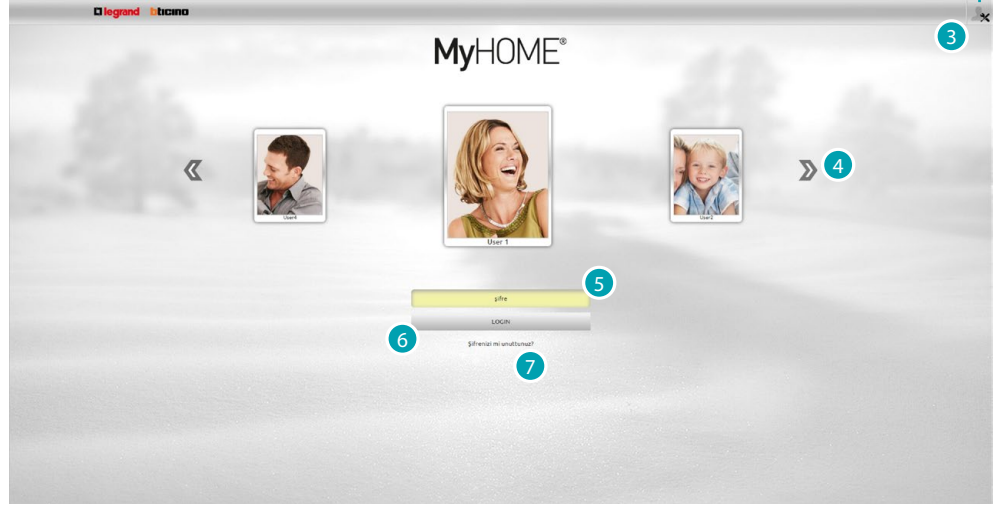 legrand bticino
3
MyHOME®
4
User4
User 1
User2
5
şifre
LOGIN
6
Şifrenizi mi unuttunuz?
7